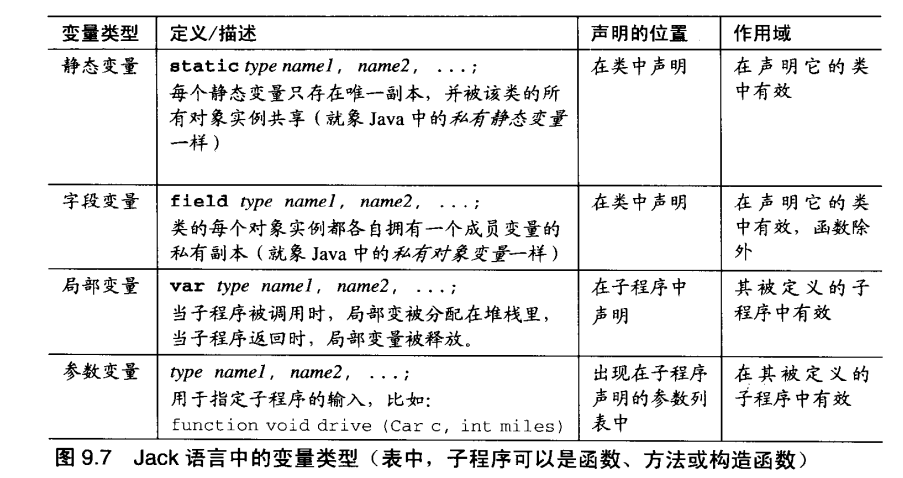 变量类型 定义/描述 声明的位置 作用域
静态变量 static type name1, name2, ...; 在类中声明 在声明它的类
每个静态变量只存在唯一副本，并被该类的所 中有效
有对象实例共享（就象 Java 中的私有静态变量
一样）
字段变量 field type name1, name2, ...; 在类中声明 在声明它的类
类的每个对象实例都各自拥有一个成员变量的 中有效，函数除
私有副本（就象 Java 中的私有对象变量一样） 外
局部变量 var type name1, name2, ...; 在子程序中 其被定义的子
当子程序被调用时，局部变被分配在堆栈里， 声明 程序中有效
当子程序返回时，局部变量被释放。
参数变量 type name1, name2, ...; 出现在子程序 在其被定义的
用于指定子程序的输入，比如： 声明的参数列 子程序中有效
function void drive (Car c, int miles) 表中
图 9.7 Jack 语言中的变量类型（表中，子程序可以是函数、方法或构造函数）